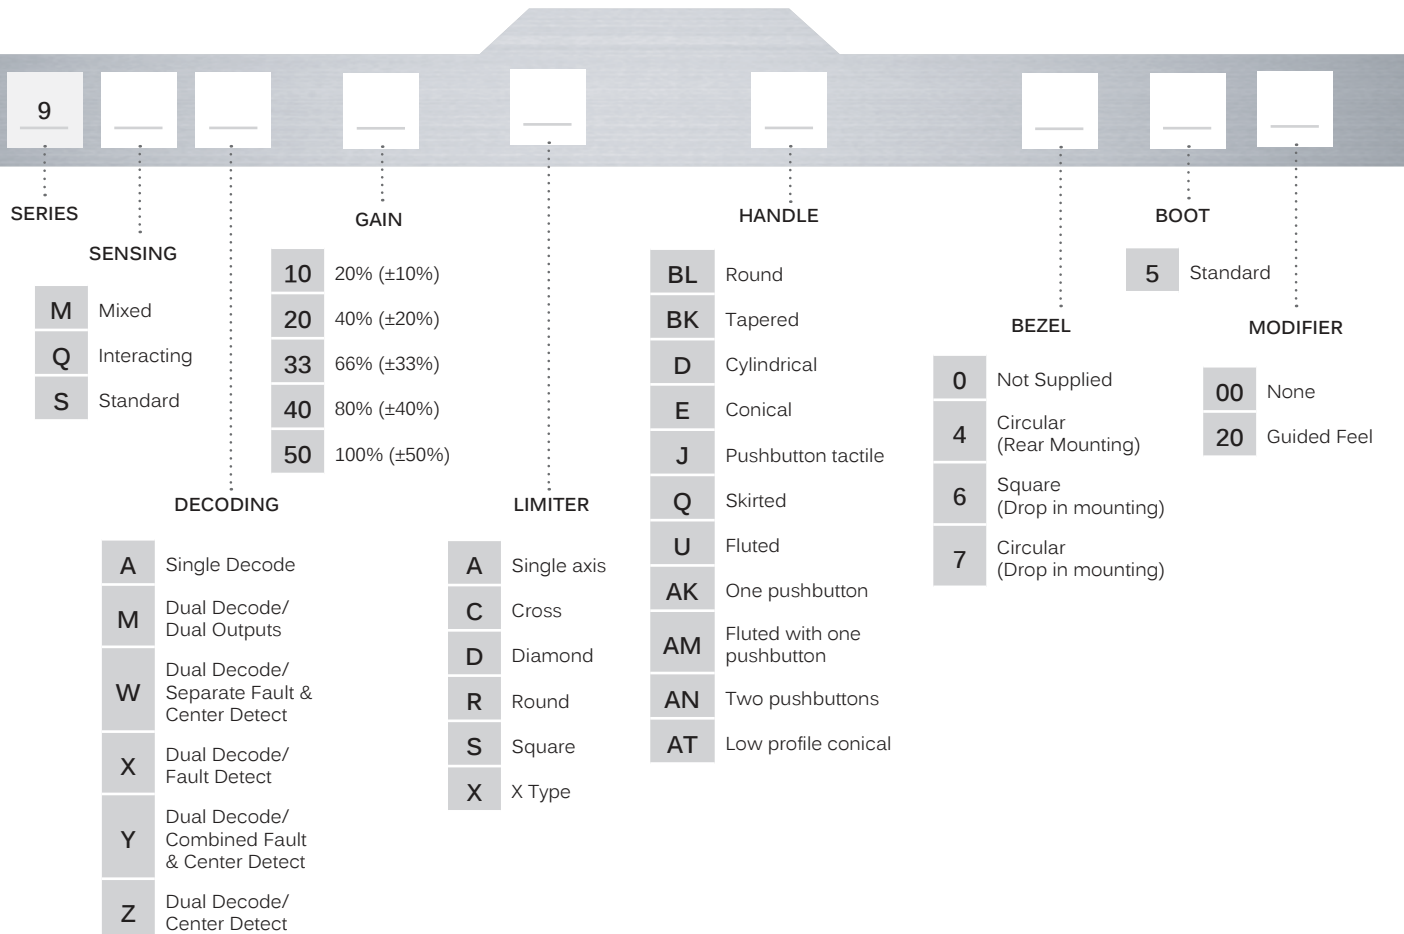 9
SERIES
SENSING
M Mixed
Q Interacting
S Standard
DECODING
A Single Decode
M Dual Decode/
Dual Outputs
W Dual Decode/
Separate Fault &
Center Detect
X Dual Decode/
Fault Detect
Y Dual Decode/
Combined Fault
& Center Detect
Z Dual Decode/
Center Detect
GAIN
10 20% (±10%)
20 40% (±20%)
33 66% (±33%)
40 80% (±40%)
50 100% (±50%)
LIMITER
A Single axis
C Cross
D Diamond
R Round
S Square
X X Type
HANDLE
BL Round
BK Tapered
D Cylindrical
E Conical
J Pushbutton tactile
Q Skirted
U Fluted
AK One pushbutton
AM Fluted with one
pushbutton
AN Two pushbuttons
AT Low profile conical
BEZEL
0 Not Supplied
4 Circular
(Rear Mounting)
6 Square
(Drop in mounting)
7 Circular
(Drop in mounting)
BOOT
5 Standard
MODIFIER
00 None
20 Guided Feel